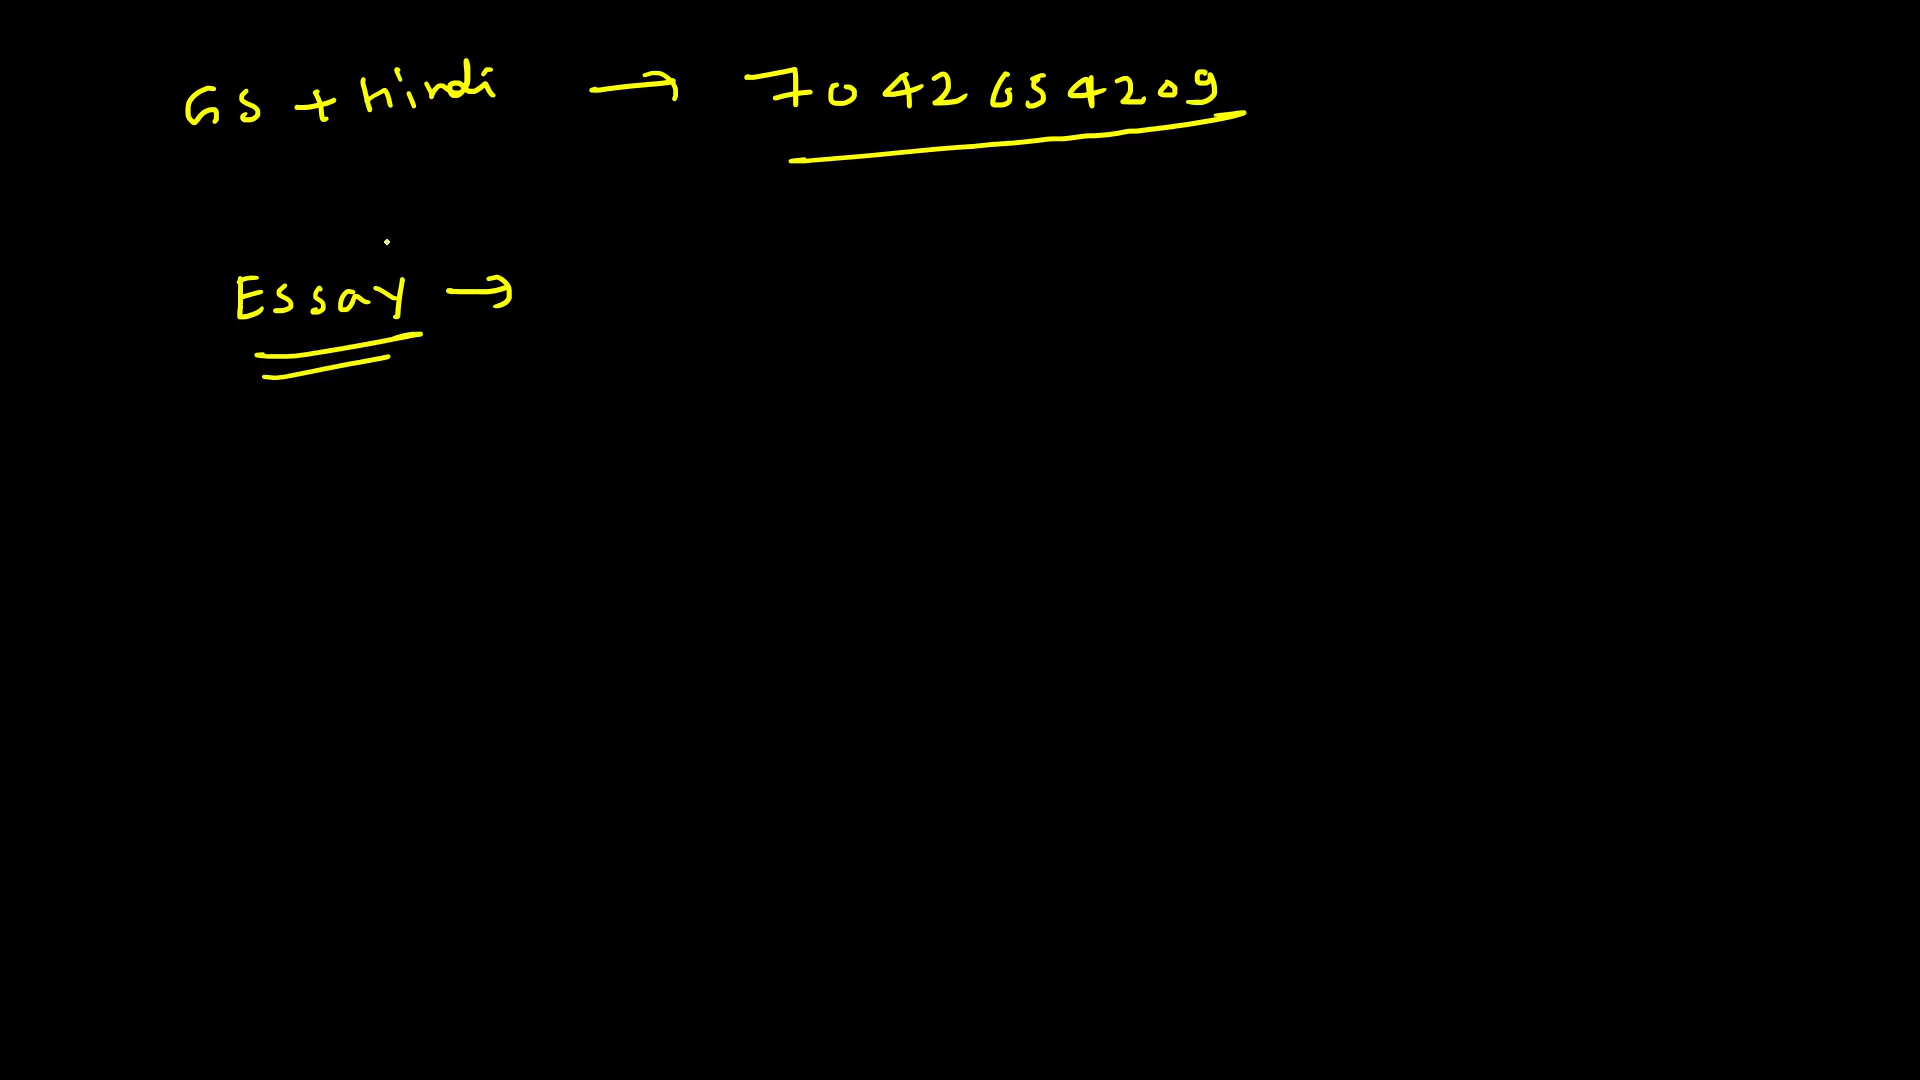 GS + hindi → 7042654209
Essay →